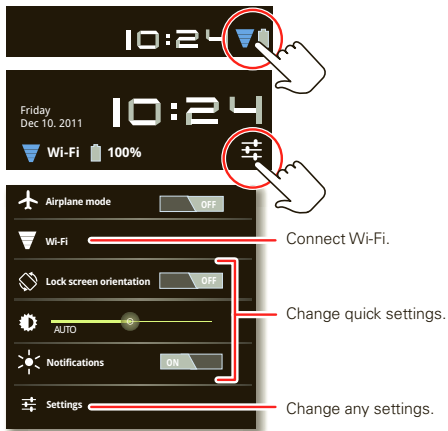 10:24
10:24
Friday
Dec 10. 2011
Wi-Fi 100%
Airplane mode OFF
Wi-Fi
Connect Wi-Fi.
Lock screen orientation OFF
Change quick settings.
AUTO
Notifications ON
Settings
Change any settings.